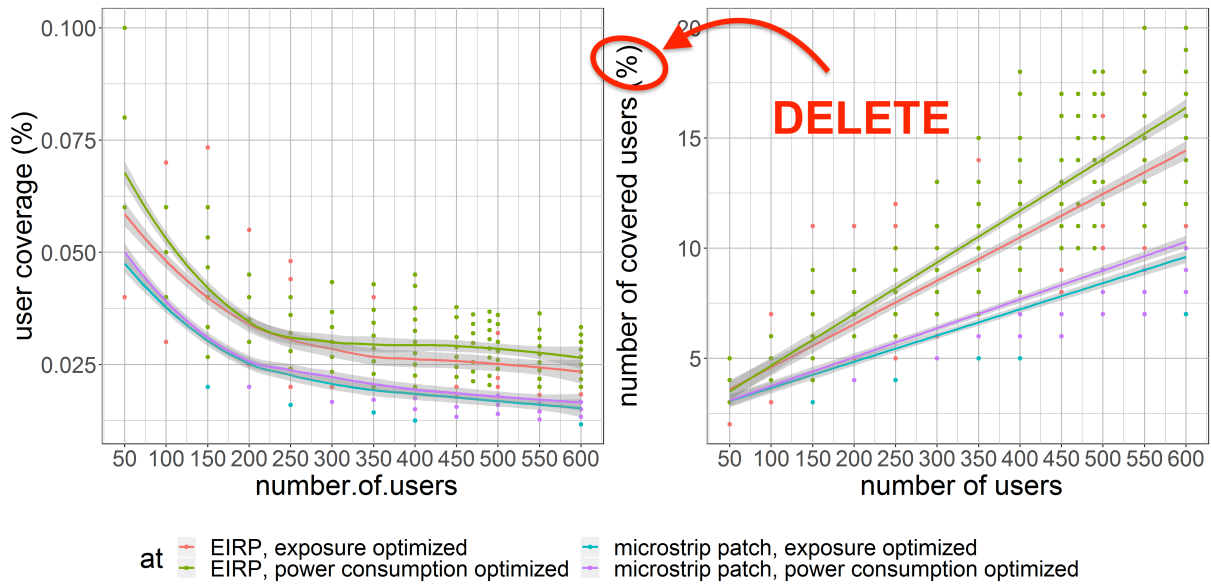 0.100
0.075
0.050
0.025
user coverage (%)
50 100 150 200 250 300 350 400 450 500 550 600
number.of.users
20
15
10
5
number of covered users (%)
DELETE
50 100 150 200 250 300 350 400 450 500 550 600
number of users
at
EIRP, exposure optimized
EIRP, power consumption optimized
microstrip patch, exposure optimized
microstrip patch, power consumption optimized